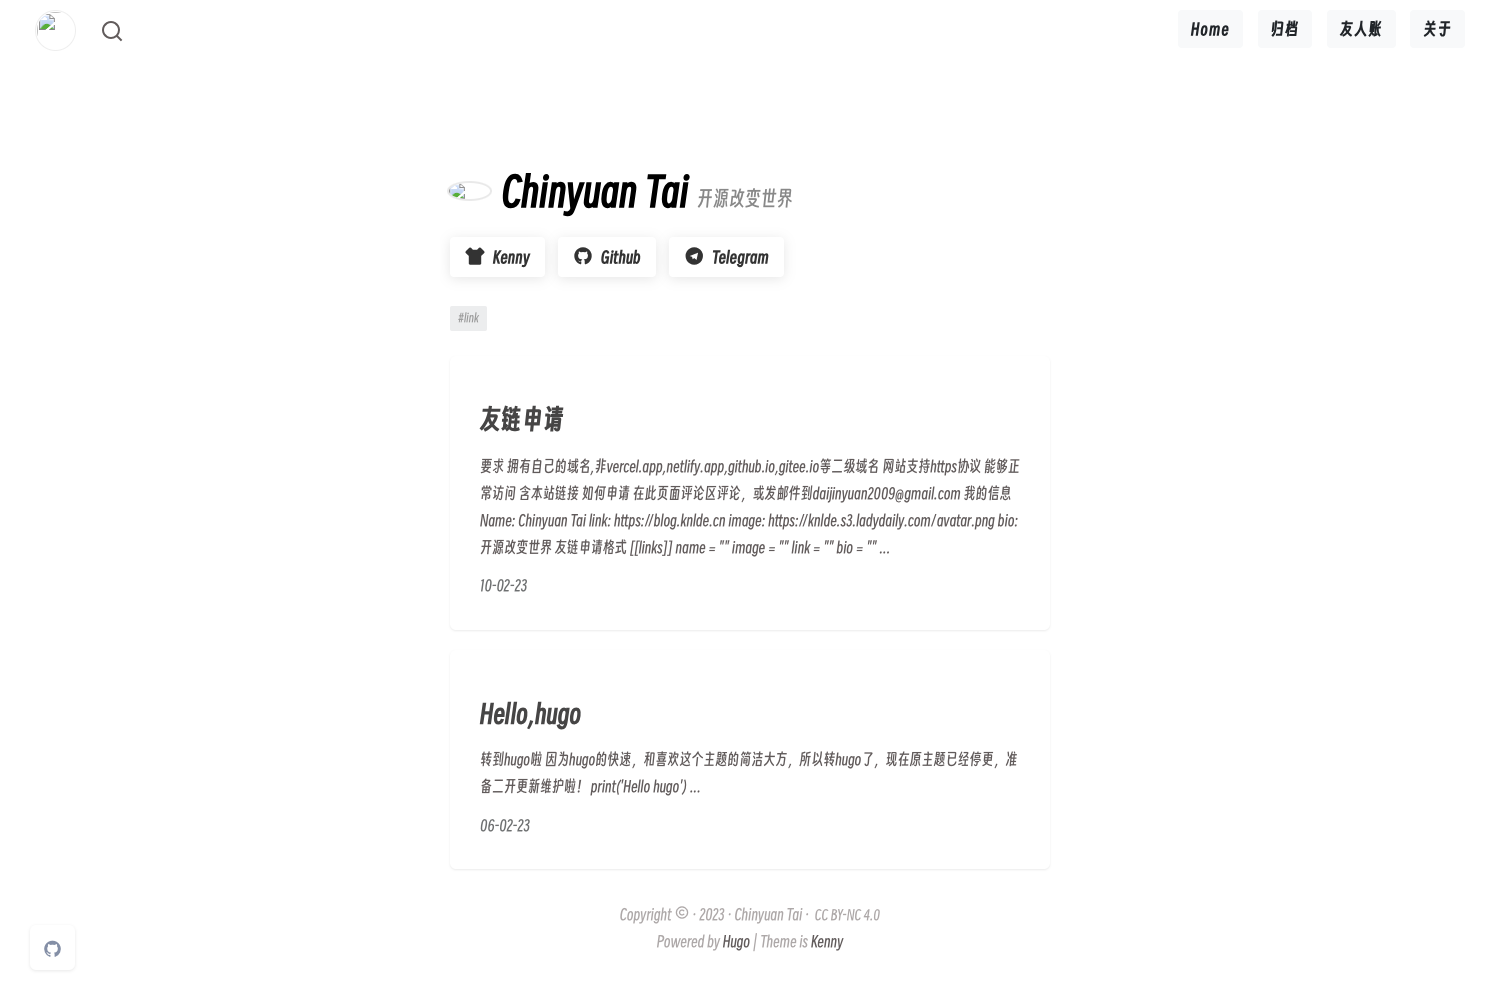 Home 归档 友人账 关于
Chinyuan Tai 开源改变世界
Kenny Github Telegram
#link
友链申请
要求 拥有自己的域名,非vercel.app,netlify.app,github.io,gitee.io等二级域名 网站支持https协议 能够正
常访问 含本站链接 如何申请 在此页面评论区评论，或发邮件到daijinyuan2009@gmail.com 我的信息
Name: Chinyuan Tai link: https://blog.knlde.cn image: https://knlde.s3.ladydaily.com/avatar.png bio:
开源改变世界 友链申请格式 [[links]] name = "" image = "" link = "" bio = "" ...
10-02-23
Hello,hugo
转到hugo啦 因为hugo的快速，和喜欢这个主题的简洁大方，所以转hugo了，现在原主题已经停更，准
备二开更新维护啦！ print('Hello hugo') ...
06-02-23
Copyright © · 2023 · Chinyuan Tai · CC BY-NC 4.0
Powered by Hugo | Theme is Kenny